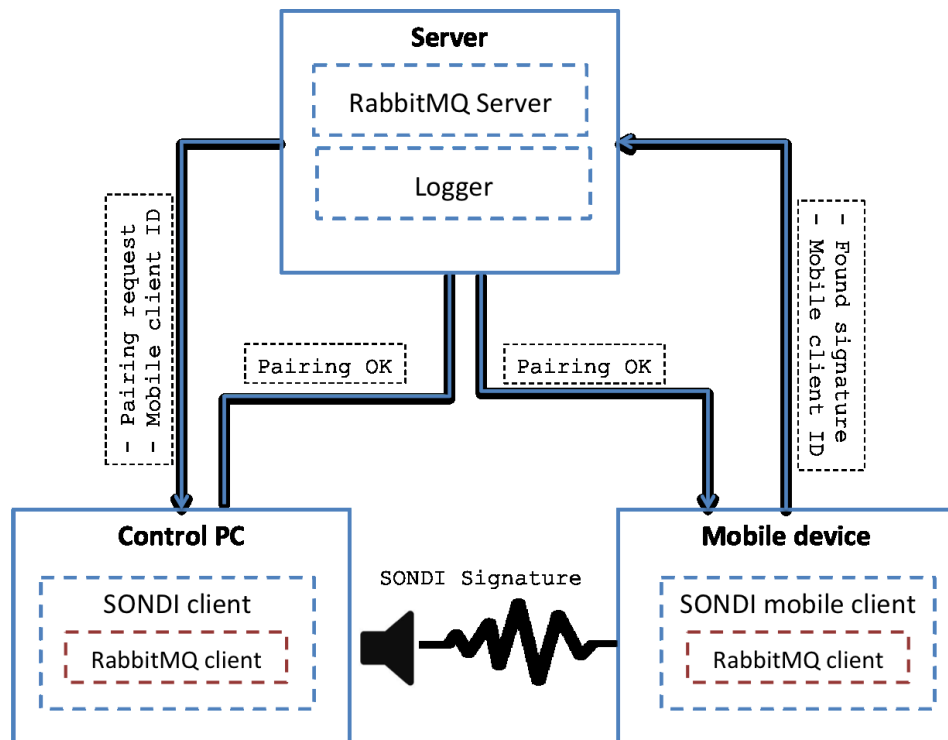 Server
RabbitMQ Server
Logger
- Pairing request
- Mobile client ID
- Found signature
- Mobile client ID
Pairing OK
Pairing OK
Control PC
SONDI client
RabbitMQ client
SONDI Signature
Mobile device
SONDI mobile client
RabbitMQ client